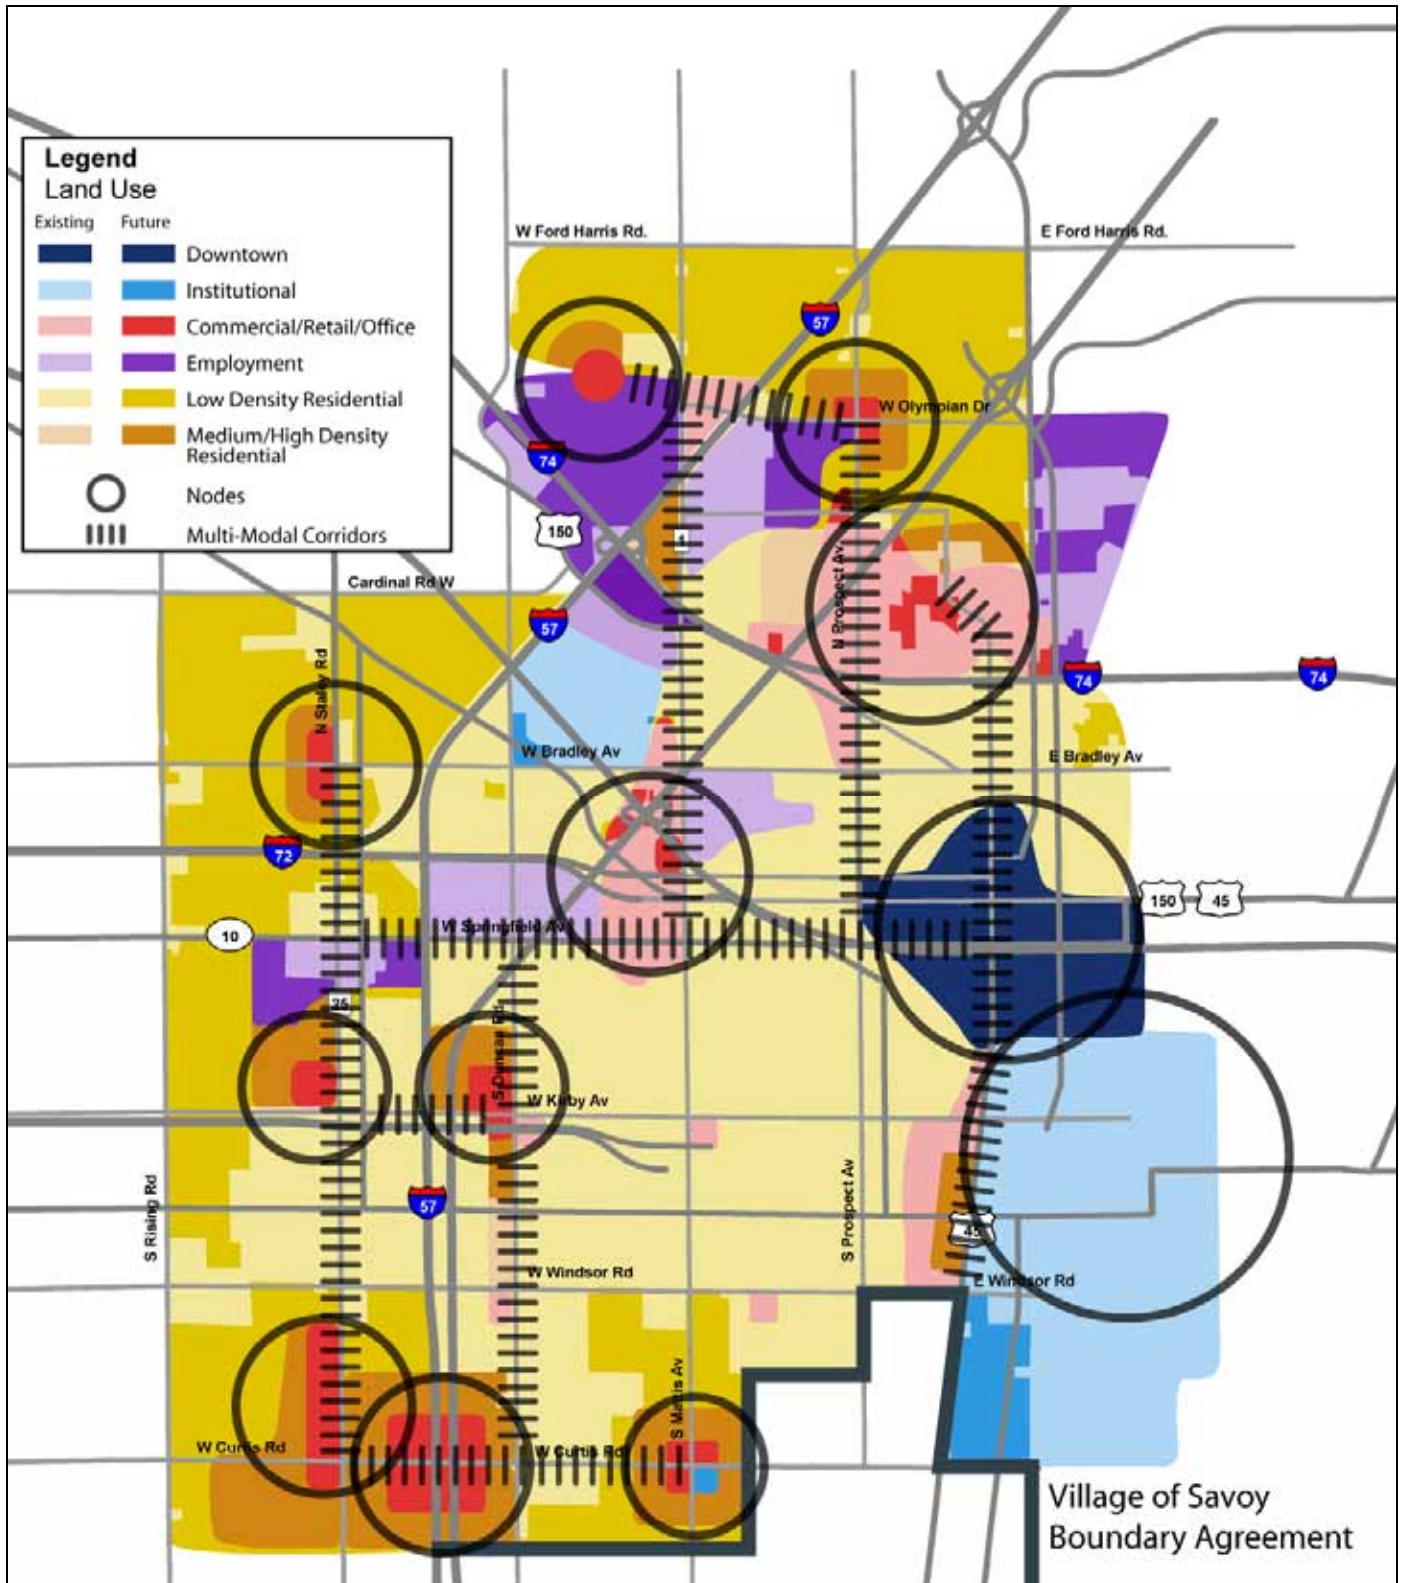 Legend
Land Use
Existing Future
Downtown
Institutional
Commercial/Retail/Office
Employment
Low Density Residential
Medium/High Density
Residential
Nodes
Multi-Modal Corridors
W Ford Harris Rd.
E Ford Harris Rd.
57
W Olympian Dr
74
150
Cardinal Rd W
57
N Prospect Av
N Staley Rd
74
74
W Bradley Av
E Bradley Av
72
150
45
10
W Springfield Av
25
S Duncan Rd
W Kirby Av
57
S Rising Rd
S Prospect Av
45
W Windsor Rd
E Windsor Rd
S Mattis Av
W Curtis Rd
W Curtis Rd
Village of Savoy
Boundary Agreement